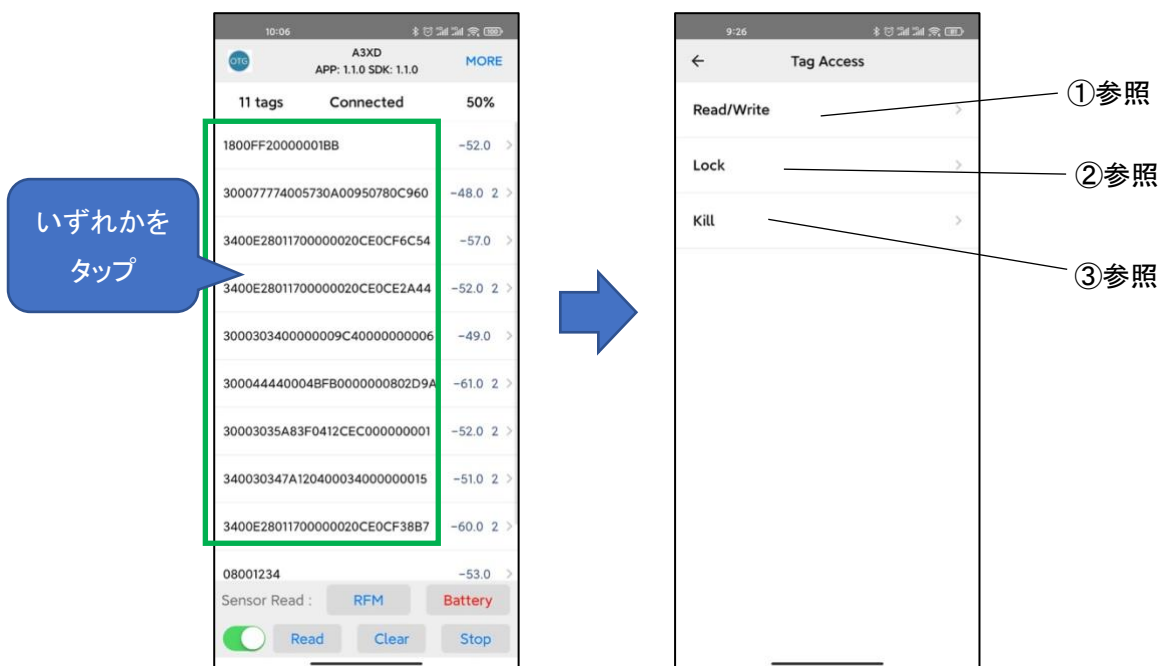 いずれかを
タップ
10:06
100
OTG
A3XD
APP: 1.1.0 SDK: 1.1.0
MORE
11 tags Connected 50%
1800FF20000001BB -52.0
300077774005730A00950780C960 -48.0 2
3400E28011700000020CE0CF6C54 -57.0
3400E28011700000020CE0CE2A44 -52.0 2
3000303400000009C40000000006 -49.0
300044440004BFB0000000802D9A -61.0 2
30003035A83F0412CEC000000001 -52.0 2
340030347A120400034000000015 -51.0 2
3400E28011700000020CE0CF38B7 -60.0 2
08001234 -53.0
Sensor Read : RFM Battery
Read Clear Stop
9:26
Tag Access
Read/Write
Lock
Kill
①参照
②参照
③参照